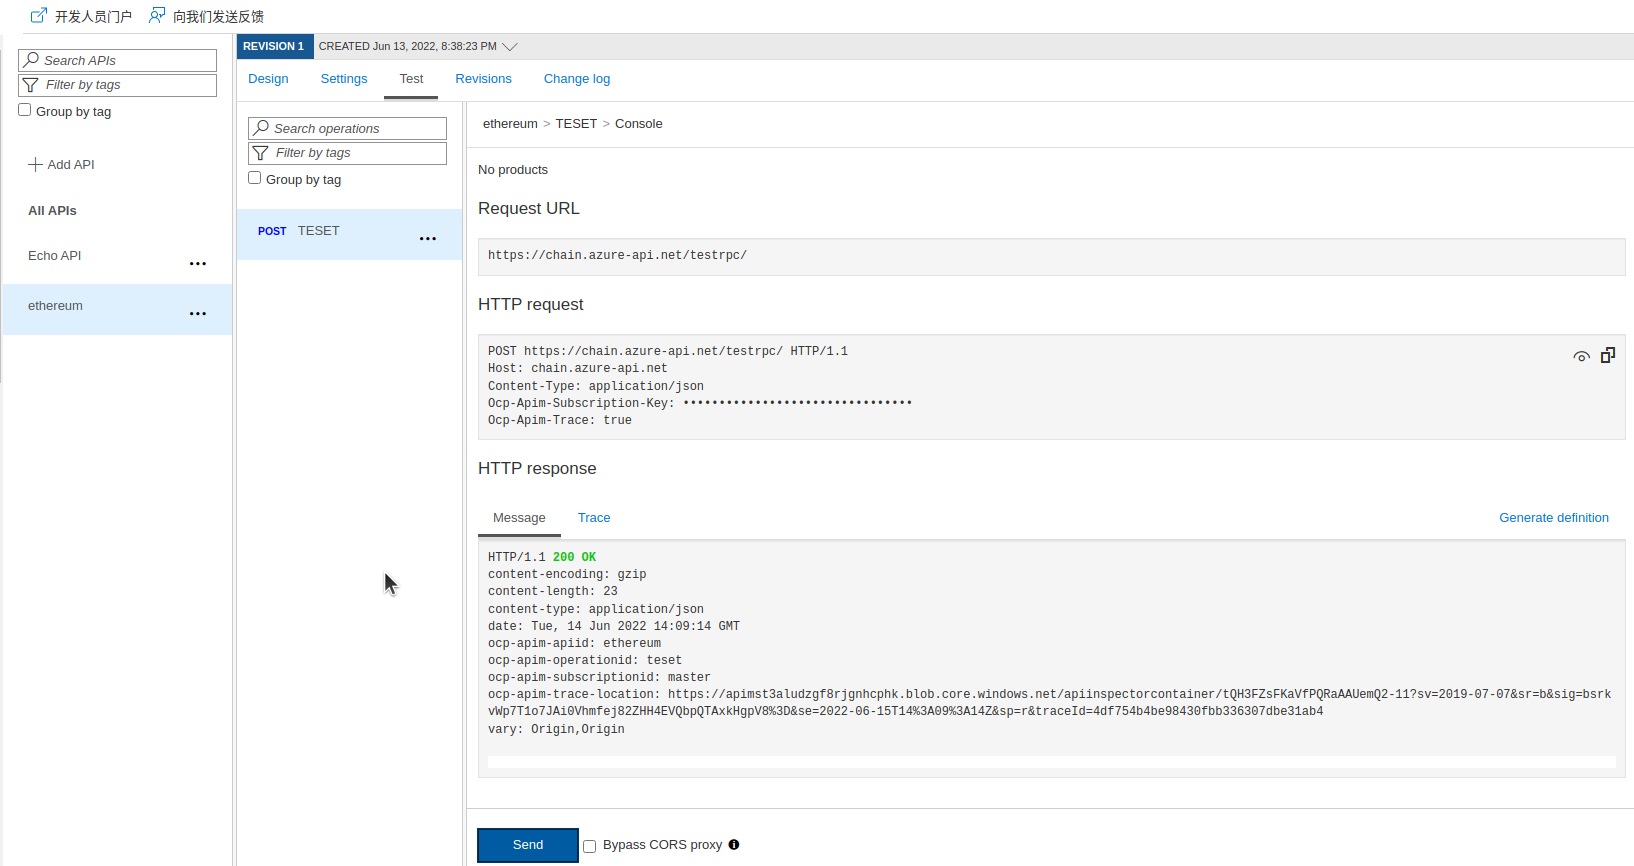 开发人员门户 向我们发送反馈
Search APIs
Filter by tags
Group by tag
Add API
All APIs
Echo API
ethereum
REVISION 1 CREATED Jun 13, 2022, 8:38:23 PM
Design Settings Test Revisions Change log
Search operations
Filter by tags
Group by tag
POST TESET
ethereum > TESET > Console
No products
Request URL
https://chain.azure-api.net/testrpc/
HTTP request
POST https://chain.azure-api.net/testrpc/ HTTP/1.1
Host: chain.azure-api.net
Content-Type: application/json
Ocp-Apim-Subscription-Key: ••••••••••••••••••••••••••••••••
Ocp-Apim-Trace: true
HTTP response
Message Trace Generate definition
HTTP/1.1 200 OK
content-encoding: gzip
content-length: 23
content-type: application/json
date: Tue, 14 Jun 2022 14:09:14 GMT
ocp-apim-apiid: ethereum
ocp-apim-operationid: teset
ocp-apim-subscriptionid: master
ocp-apim-trace-location: https://apimst3aludzgf8rjgnhcphk.blob.core.windows.net/apiinspectorcontainer/tQH3FZsFKaVfPQRaAAUemQ2-11?sv=2019-07-07&sr=b&sig=bsrk
vWp7T1o7JAi0Vhmfej82ZHH4EVQbpQTAxkHgpV8%3D&se=2022-06-15T14%3A09%3A14Z&sp=r&traceId=4df754b4be98430fbb336307dbe31ab4
vary: Origin,Origin
Send Bypass CORS proxy